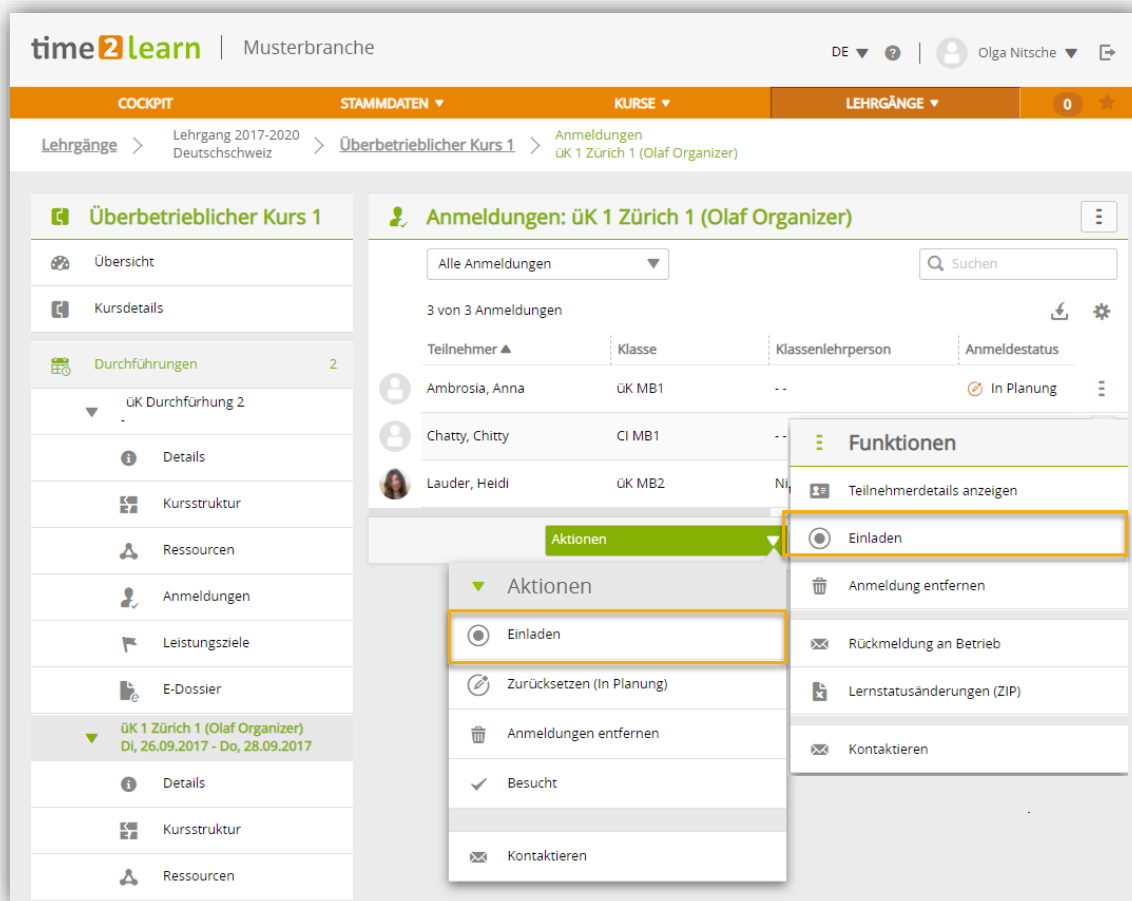 time2learn | Musterbranche
DE
Olga Nitsche
COCKPIT
STAMMDATEN
KURSE
LEHRGÄNGE
0
Lehrgänge
Lehrgang 2017-2020
Deutschschweiz
Überbetrieblicher Kurs 1
Anmeldungen
üK 1 Zürich 1 (Olaf Organizer)
Überbetrieblicher Kurs 1
Übersicht
Kursdetails
Durchführungen 2
üK Durchfürhung 2
-
Details
Kursstruktur
Ressourcen
Anmeldungen
Leistungsziele
E-Dossier
üK 1 Zürich 1 (Olaf Organizer)
Di, 26.09.2017 - Do, 28.09.2017
Details
Kursstruktur
Ressourcen
Anmeldungen: üK 1 Zürich 1 (Olaf Organizer)
Alle Anmeldungen
Suchen
3 von 3 Anmeldungen
Teilnehmer Klasse Klassenlehrperson Anmeldestatus
Ambrosia, Anna üK MB1 - - In Planung
Chatty, Chitty CI MB1 - -
Lauder, Heidi üK MB2
Aktionen
Aktionen
Einladen
Zurücksetzen (In Planung)
Anmeldungen entfernen
Besucht
Kontaktieren
Funktionen
Teilnehmerdetails anzeigen
Einladen
Anmeldung entfernen
Rückmeldung an Betrieb
Lernstatusänderungen (ZIP)
Kontaktieren